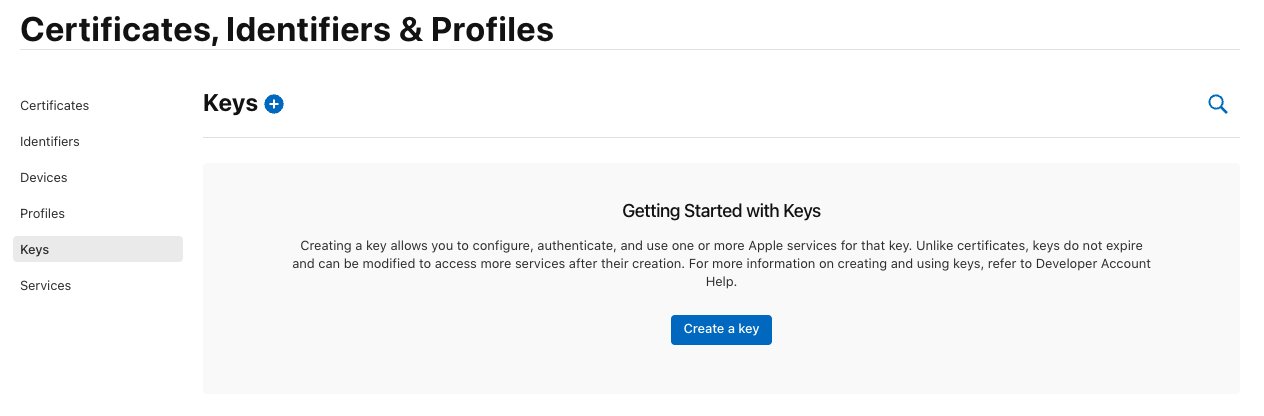 Certificates, Identifiers & Profiles
Certificates
Identifiers
Devices
Profiles
Keys
Services
Keys
Getting Started with Keys
Creating a key allows you to configure, authenticate, and use one or more Apple services for that key. Unlike certificates, keys do not expire
and can be modified to access more services after their creation. For more information on creating and using keys, refer to Developer Account
Help.
Create a key